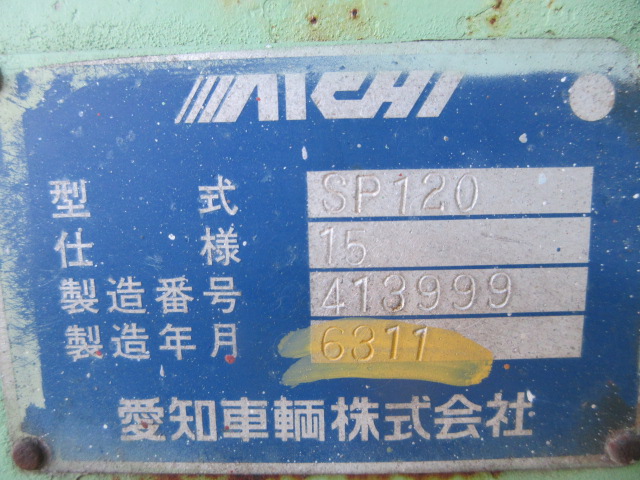 AICHI
型式 SP120
仕様 15
製造番号 413999
製造年月 6311
愛知車輌株式会社